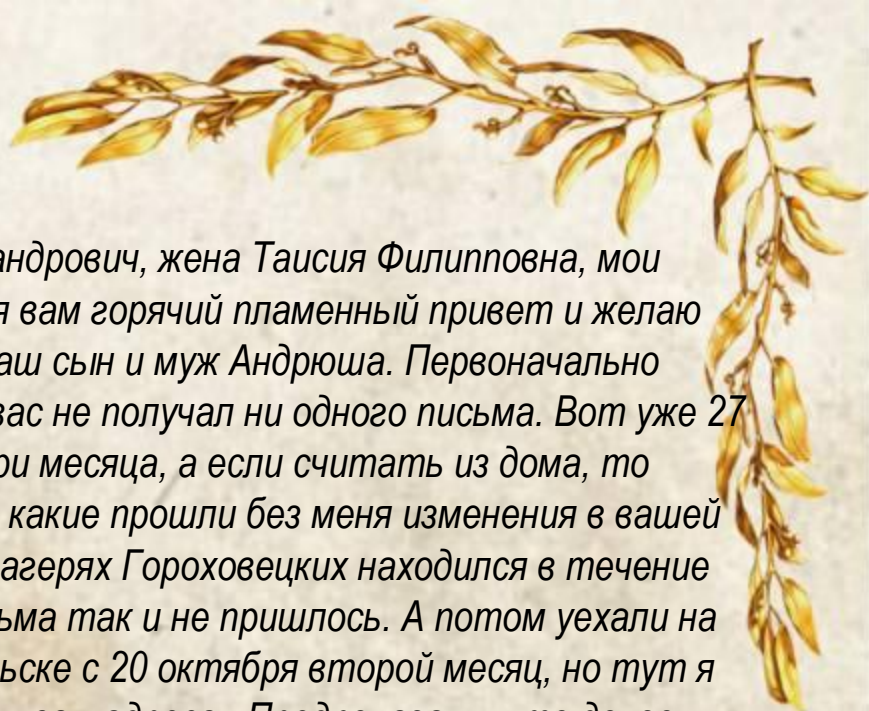 андрович, жена Таисия Филипповна, мои
я вам горячий пламенный привет и желаю
аш сын и муж Андрюша. Первоначально
вас не получал ни одного письма. Вот уже 27
ри месяца, а если считать из дома, то
какие прошли без меня изменения в вашей
агерях Гороховецких находился в течение
ьма так и не пришлось. А потом уехали на
ьске с 20 октября второй месяц, но тут я